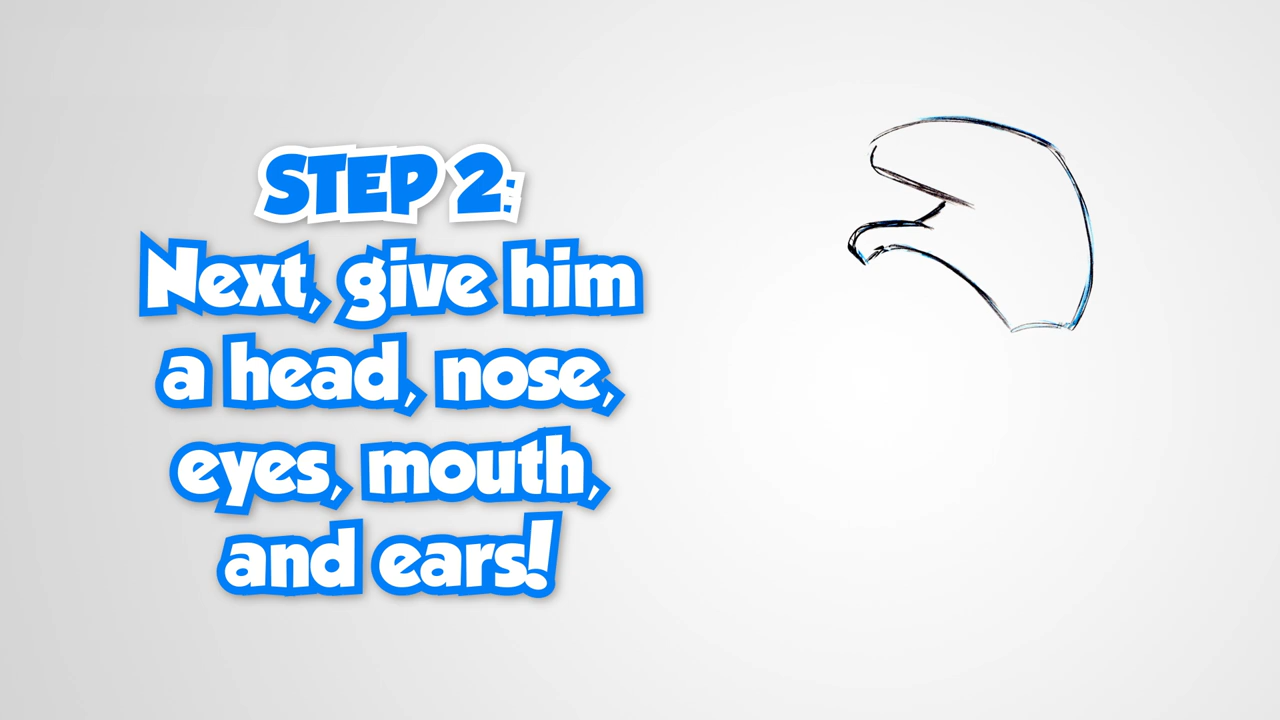 STEP 2:
Next, give him
a head, nose,
eyes, mouth,
and ears!